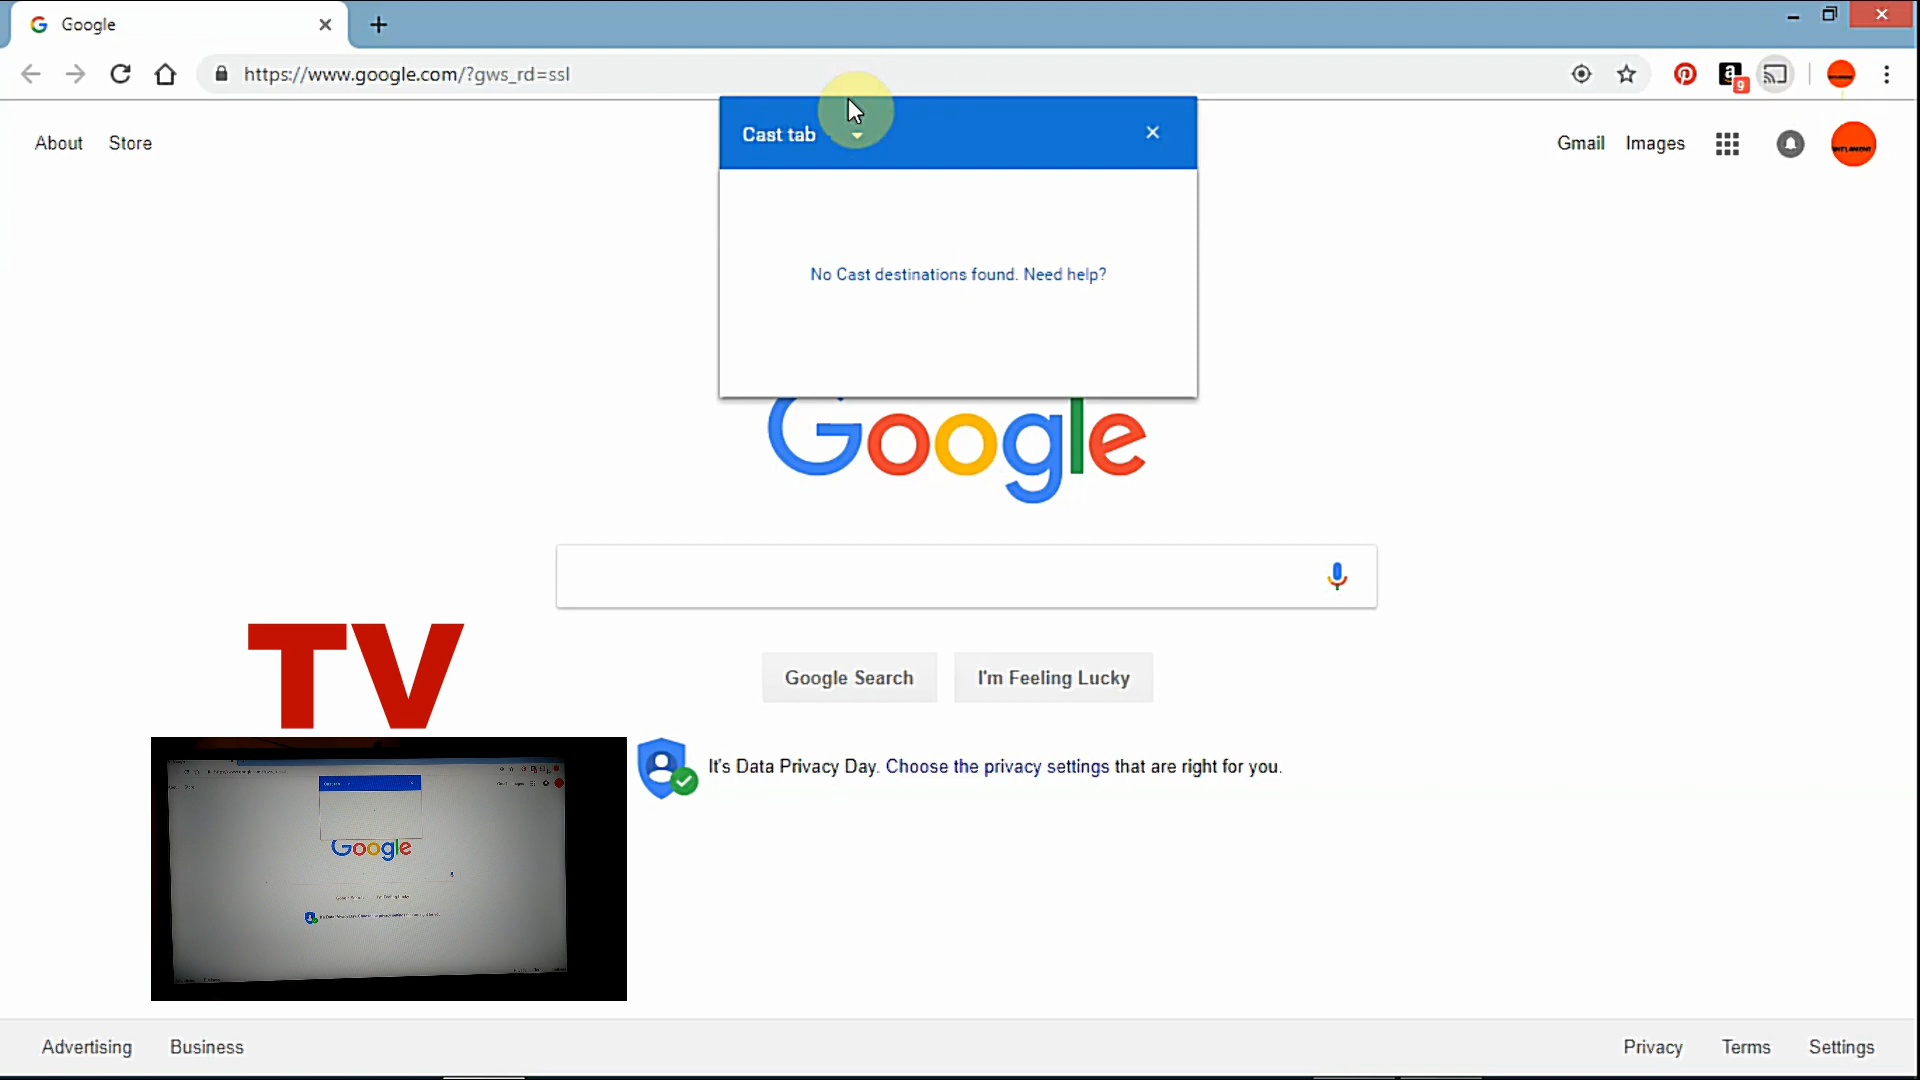 Google
https://www.google.com/?gws_rd=ssl
9
Cast tab
About
Store
Gmail
Images
No Cast destinations found. Need help?
Google
Google Search
I'm Feeling Lucky
TV
It's Data Privacy Day. Choose the privacy settings that are right for you.
Google
Advertising
Business
Privacy
Terms
Settings